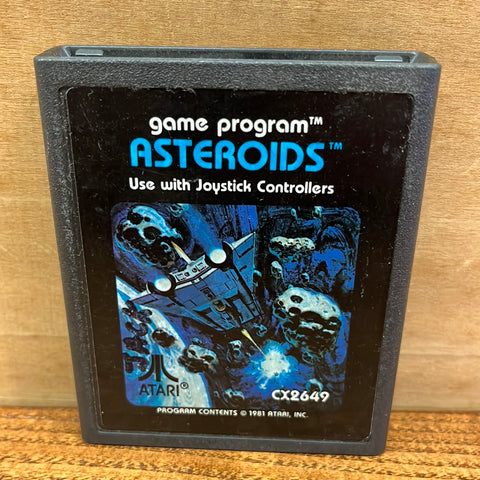 game program™
ASTEROIDS™
Use with Joystick Controllers
ATARI®
CX2649
PROGRAM CONTENTS © 1981 ATARI, INC.